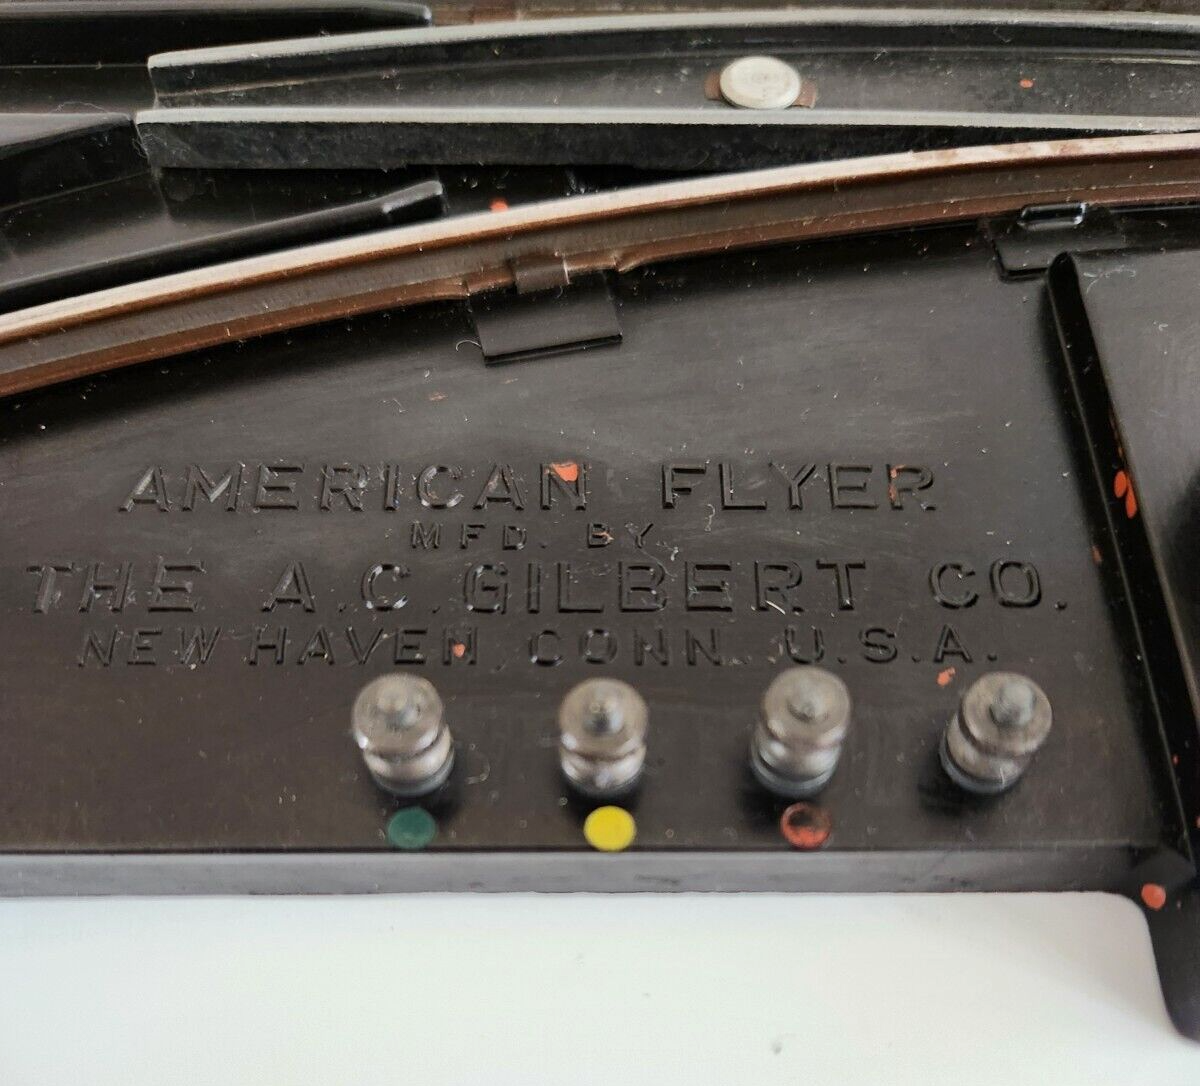 AMERICAN FLYER
MFD. BY
THE A.C. GILBERT CO.
NEW HAVEN, CONN. U.S.A.